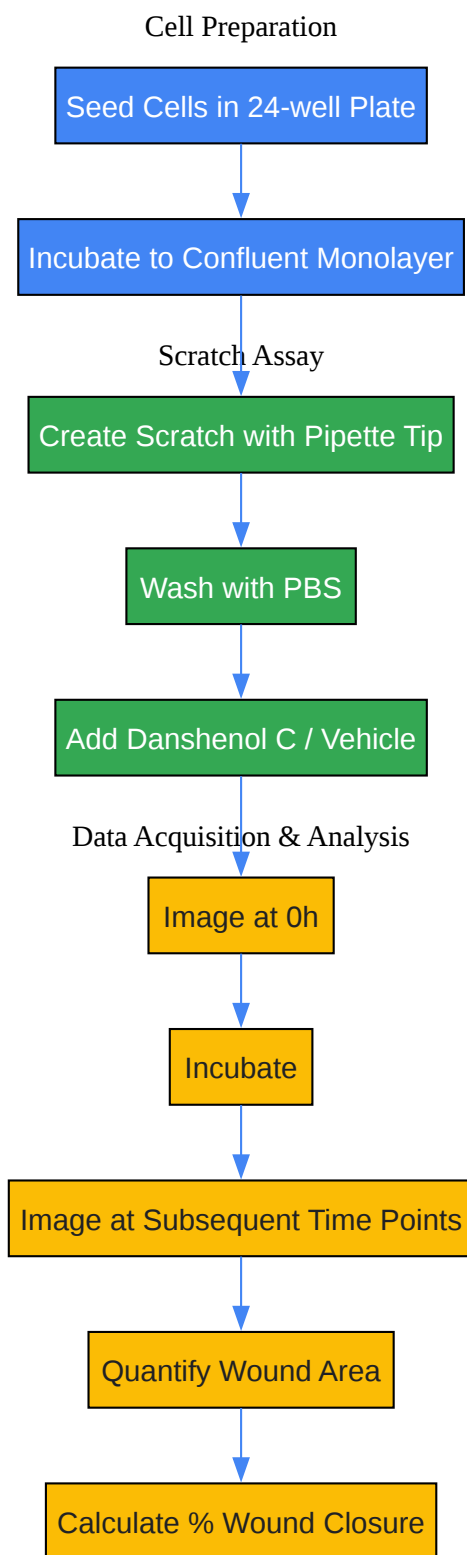 Cell Preparation
Seed Cells in 24-well Plate
Incubate to Confluent Monolayer
Scratch Assay
Create Scratch with Pipette Tip
Wash with PBS
Add Danshenol C / Vehicle
Data Acquisition & Analysis
Image at 0h
Incubate
Image at Subsequent Time Points
Quantify Wound Area
Calculate % Wound Closure